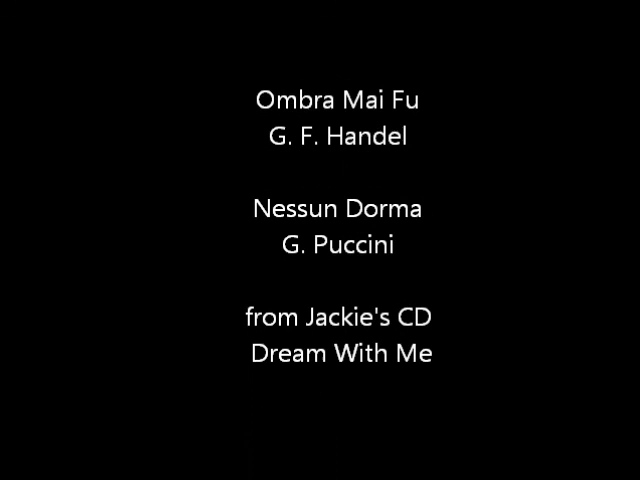 Ombra Mai Fu
G. F. Handel
Nessun Dorma
G. Puccini
from Jackie's CD
Dream With Me